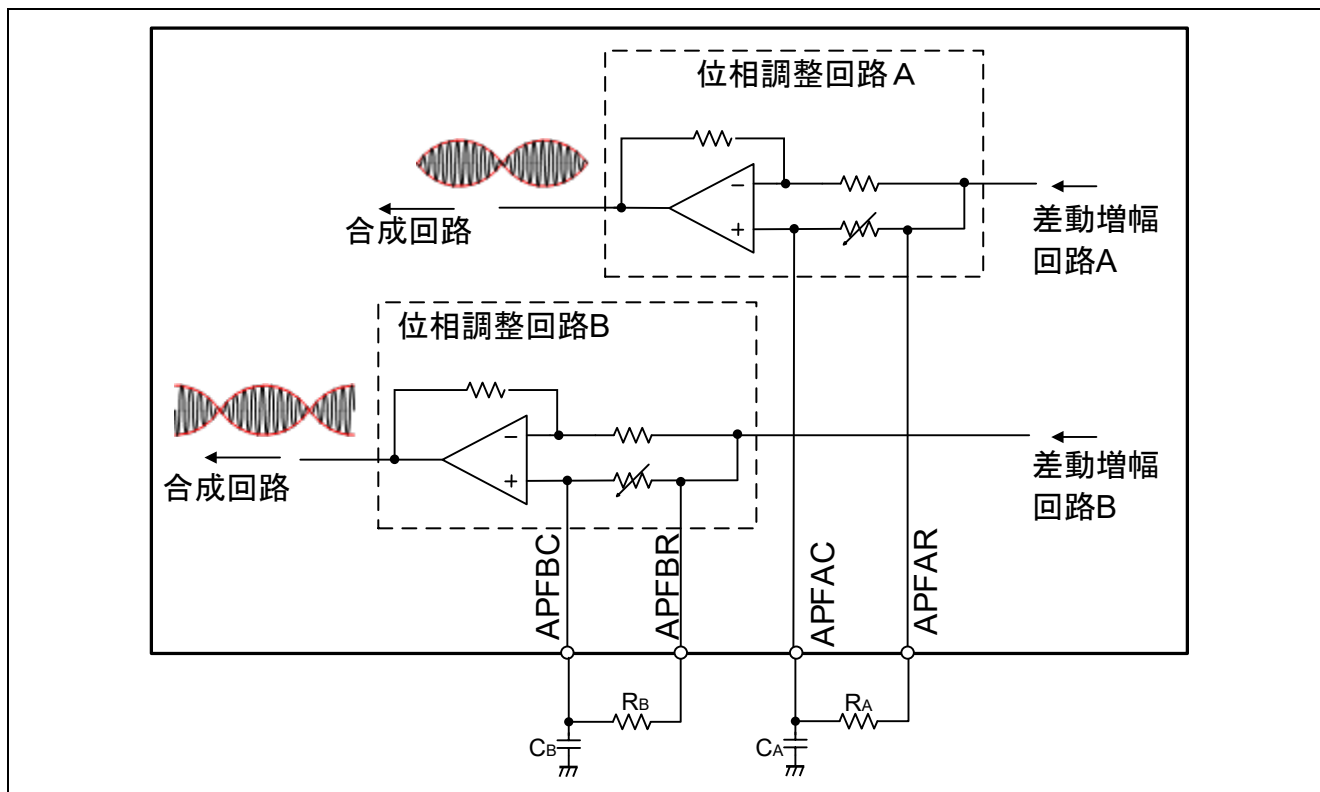 位相調整回路A
合成回路
差動増幅
回路A
+
−
位相調整回路B
合成回路
差動増幅
回路B
+
−
APFBC
APFBR
APFAC
APFAR
RB
CB
RA
CA